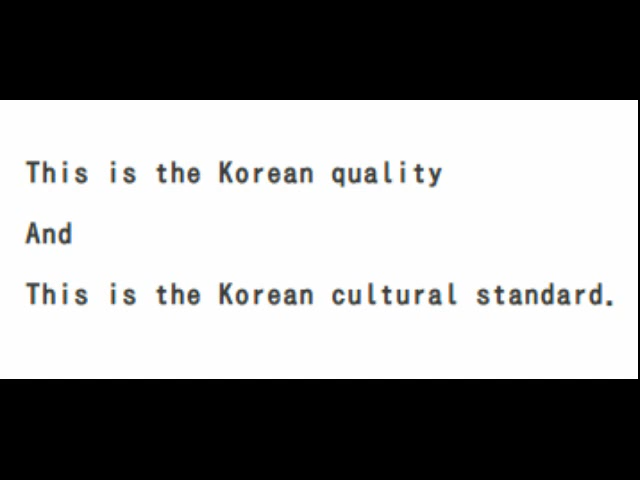 This is the Korean quality
And
This is the Korean cultural standard.